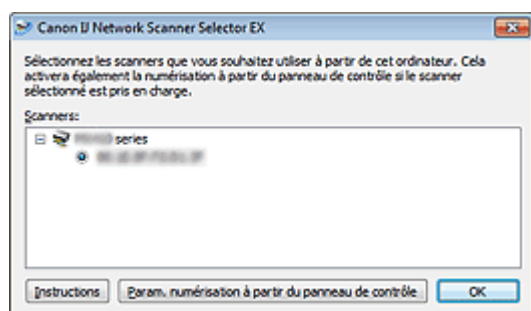 Canon IJ Network Scanner Selector EX
Sélectionnez les scanners que vous souhaitez utiliser à partir de cet ordinateur. Cela
activera également la numérisation à partir du panneau de contrôle si le scanner
sélectionné est pris en charge.
Scanners:
series
Instructions
Param. numérisation à partir du panneau de contrôle
OK